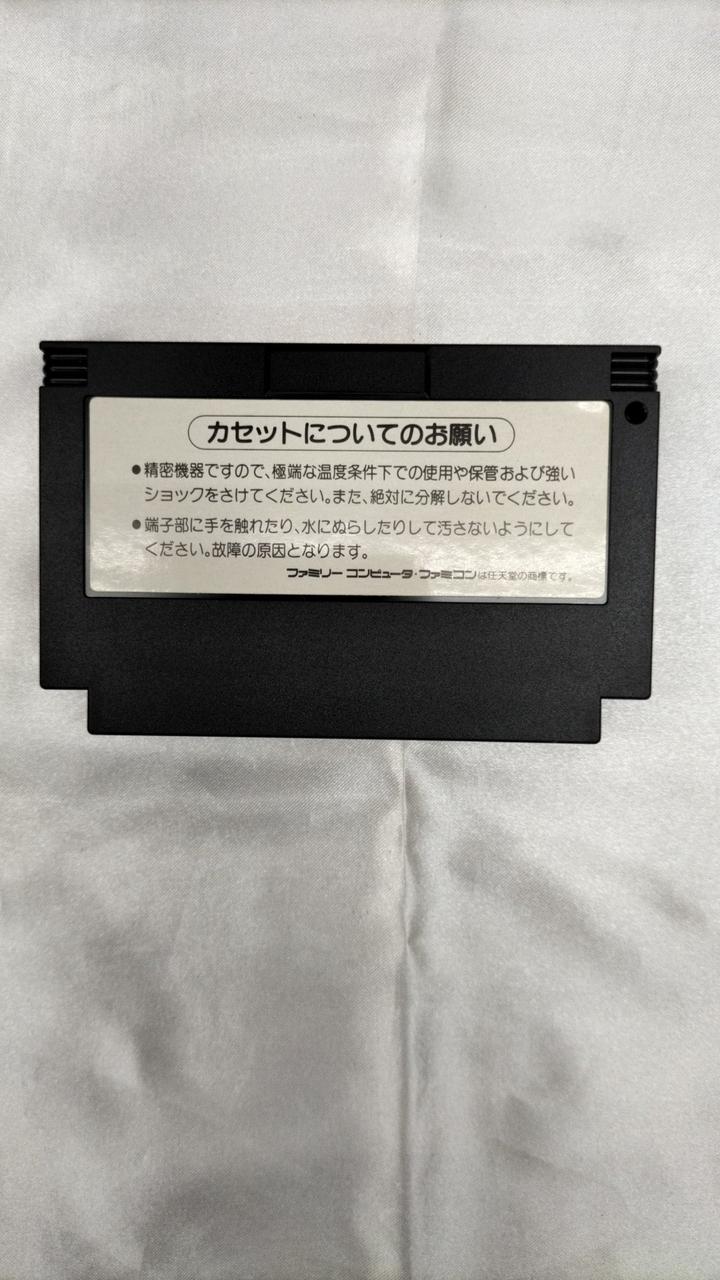 カセットについてのお願い
●精密機器ですので、極端な温度条件下での使用や保管および強い
ショックをさけてください。また、絶対に分解しないでください。
●端子部に手を触れたり、水にぬらしたりして汚さないようにして
ください。故障の原因となります。
ファミリー コンピュータ・ファミコンは任天堂の商標です。